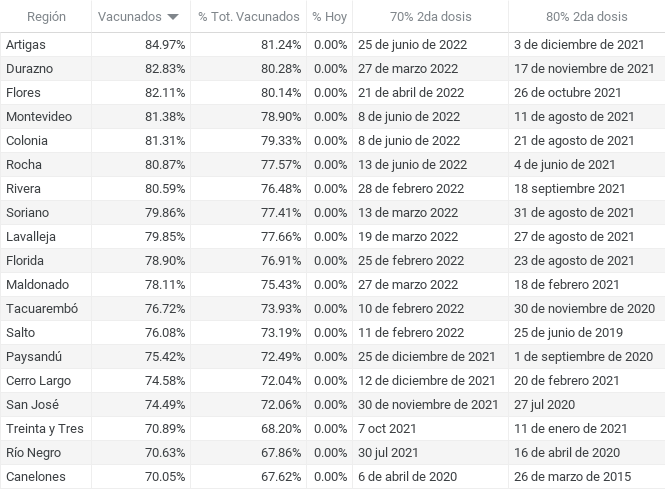 Región Vacunados % Tot. Vacunados % Hoy 70% 2da dosis 80% 2da dosis
Artigas 84.97% 81.24% 0.00% 25 de junio de 2022 3 de diciembre de 2021
Durazno 82.83% 80.28% 0.00% 27 de marzo 2022 17 de noviembre de 2021
Flores 82.11% 80.14% 0.00% 21 de abril de 2022 26 de octubre 2021
Montevideo 81.38% 78.90% 0.00% 8 de junio de 2022 11 de agosto de 2021
Colonia 81.31% 79.33% 0.00% 8 de junio de 2022 21 de agosto de 2021
Rocha 80.87% 77.57% 0.00% 13 de junio de 2022 4 de junio de 2021
Rivera 80.59% 76.48% 0.00% 28 de febrero 2022 18 septiembre 2021
Soriano 79.86% 77.41% 0.00% 13 de marzo 2022 31 de agosto de 2021
Lavalleja 79.85% 77.66% 0.00% 19 de marzo 2022 27 de agosto de 2021
Florida 78.90% 76.91% 0.00% 25 de febrero 2022 23 de agosto de 2021
Maldonado 78.11% 75.43% 0.00% 27 de marzo 2022 18 de febrero 2021
Tacuarembó 76.72% 73.93% 0.00% 10 de febrero 2022 30 de noviembre de 2020
Salto 76.08% 73.19% 0.00% 11 de febrero 2022 25 de junio de 2019
Paysandú 75.42% 72.49% 0.00% 25 de diciembre de 2021 1 de septiembre de 2020
Cerro Largo 74.58% 72.04% 0.00% 12 de diciembre de 2021 20 de febrero 2021
San José 74.49% 72.06% 0.00% 30 de noviembre de 2021 27 jul 2020
Treinta y Tres 70.89% 68.20% 0.00% 7 oct 2021 11 de enero de 2021
Río Negro 70.63% 67.86% 0.00% 30 jul 2021 16 de abril de 2020
Canelones 70.05% 67.62% 0.00% 6 de abril de 2020 26 de marzo de 2015